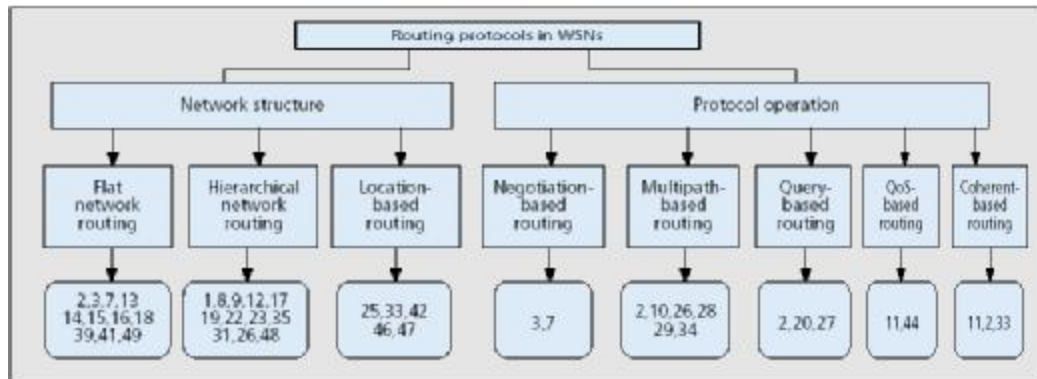 Routing protocols in WSNs
Network structure
Protocol operation
Flat
network
routing
Hierarchical
network
routing
Location-
based
routing
Negotiation-
based
routing
Multipath-
based
routing
Query-
based
routing
QoS-
based
routing
Coherent-
based
routing
2,3,7,13
14,15,16,18
39,41,49
1,8,9,12,17
19,22,23,35
31,26,48
25,33,42
46,47
3,7
2,10,26,28
29,34
2,20,27
11,44
11,2,33